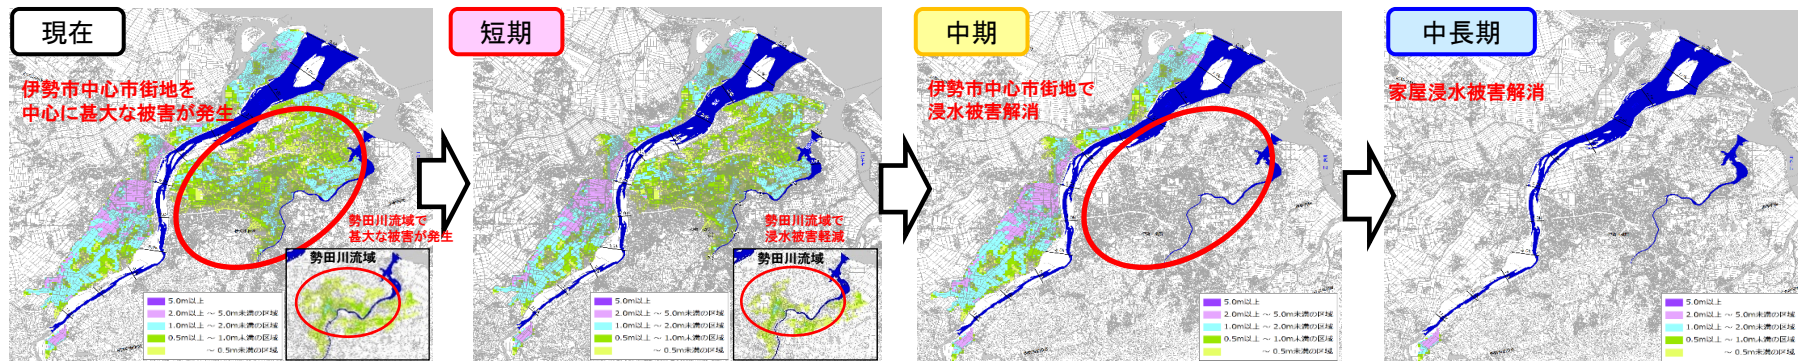 現在
伊勢市中心市街地を
中心に甚大な被害が発生
勢田川流域で
甚大な被害が発生
勢田川流域
5.0m以上
2.0m以上 ～ 5.0m未満の区域
1.0m以上 ～ 2.0m未満の区域
0.5m以上 ～ 1.0m未満の区域
～ 0.5m未満の区域
短期
勢田川流域で
浸水被害軽減
勢田川流域
5.0m以上
2.0m以上 ～ 5.0m未満の区域
1.0m以上 ～ 2.0m未満の区域
0.5m以上 ～ 1.0m未満の区域
～ 0.5m未満の区域
中期
伊勢市中心市街地で
浸水被害解消
5.0m以上
2.0m以上 ～ 5.0m未満の区域
1.0m以上 ～ 2.0m未満の区域
0.5m以上 ～ 1.0m未満の区域
～ 0.5m未満の区域
中長期
家屋浸水被害解消
5.0m以上
2.0m以上 ～ 5.0m未満の区域
1.0m以上 ～ 2.0m未満の区域
0.5m以上 ～ 1.0m未満の区域
～ 0.5m未満の区域